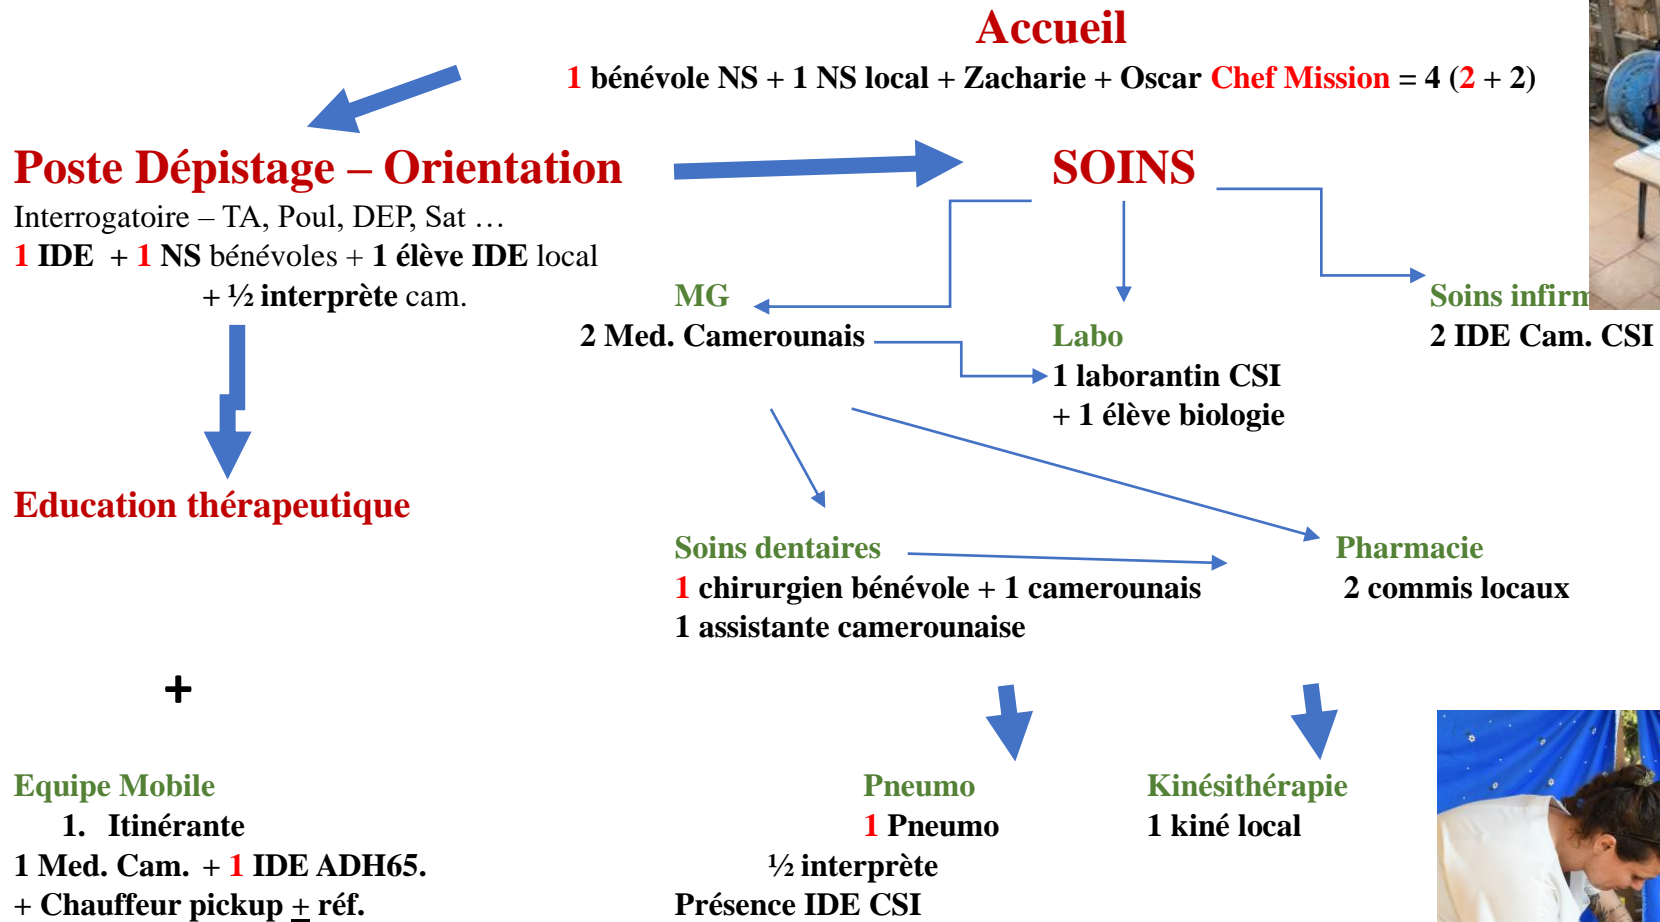 Accueil
1 bénévole NS + 1 NS local + Zacharie + Oscar Chef Mission = 4 (2 + 2)
Poste Dépistage – Orientation
Interrogatoire – TA, Poul, DEP, Sat …
1 IDE + 1 NS bénévoles + 1 élève IDE local
+ ½ interprète cam.
SOINS
MG
2 Med. Camerounais
Labo
1 laborantin CSI
+ 1 élève biologie
Soins
2 IDE Cam. CSI
Education thérapeutique
Soins dentaires
1 chirurgien bénévole + 1 camerounais
1 assistante camerounaise
Pharmacie
2 commis locaux
+
Equipe Mobile
1. Itinérante
1 Med. Cam. + 1 IDE ADH65.
+ Chauffeur pickup + réf.
Pneumo
1 Pneumo
½ interprète
Présence IDE CSI
Kinésithérapie
1 kiné local